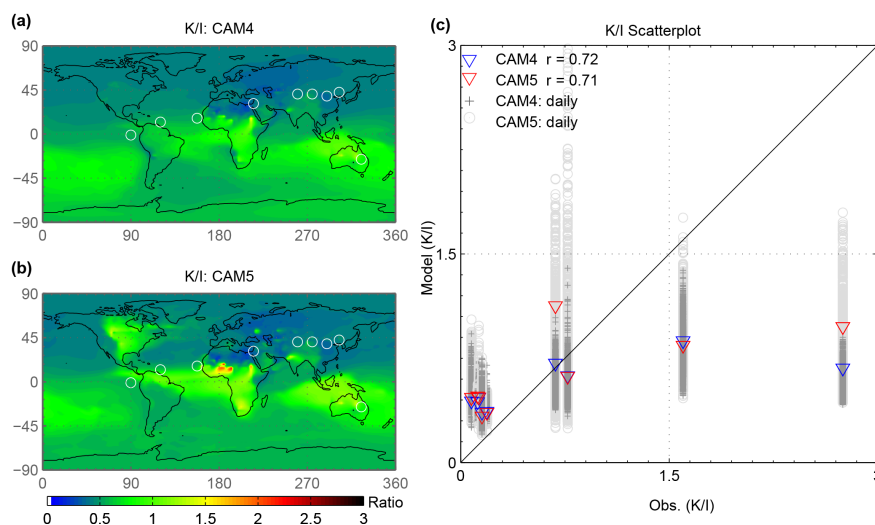 (a)
K/I: CAM4
90
45
0
−45
−90
0 90 180 270 360
(b)
K/I: CAM5
90
45
0
−45
−90
0 90 180 270 360
0 0.5 1 1.5 2 2.5 3 Ratio
(c)
K/I Scatterplot
3
CAM4 r = 0.72
CAM5 r = 0.71
CAM4: daily
CAM5: daily
1.5
Model (K/I)
0
0 1.5 3
Obs. (K/I)